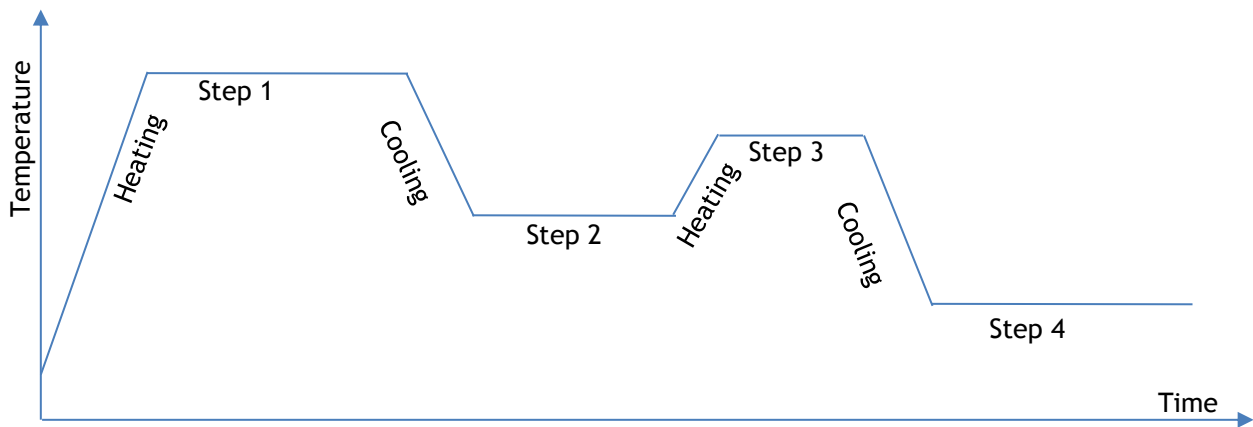 Temperature
Heating
Step 1
Cooling
Step 2
Heating
Step 3
Cooling
Step 4
Time